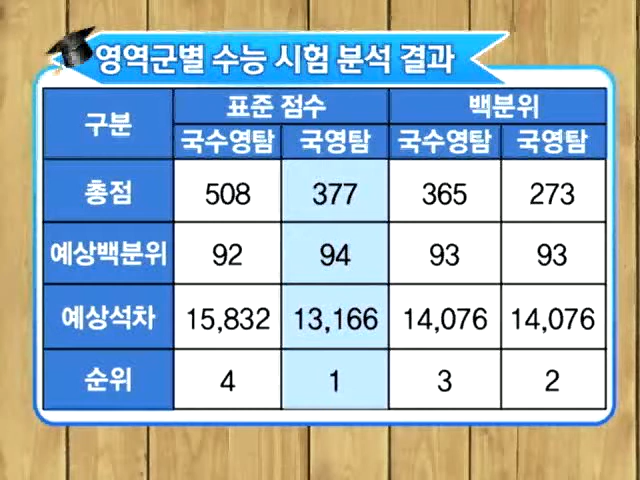 영역군별 수능 시험 분석 결과
구분 표준 점수 백분위
국수영탐 국영탐 국수영탐 국영탐
총점 508 377 365 273
예상백분위 92 94 93 93
예상석차 15,832 13,166 14,076 14,076
순위 4 1 3 2